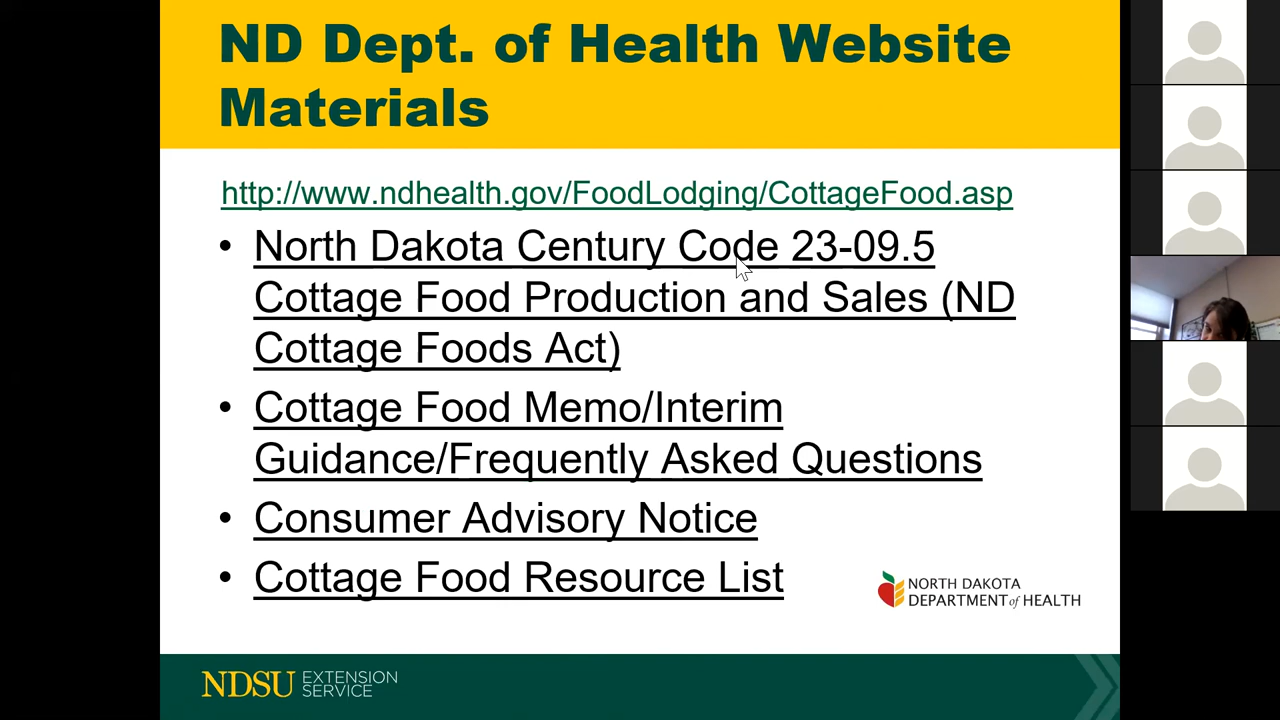 ND Dept. of Health Website
Materials
http://www.ndhealth.gov/FoodLodging/CottageFood.asp
• North Dakota Century Code 23-09.5
Cottage Food Production and Sales (ND
Cottage Foods Act)
• Cottage Food Memo/Interim
Guidance/Frequently Asked Questions
• Consumer Advisory Notice
• Cottage Food Resource List
NORTH DAKOTA
DEPARTMENT of HEALTH
NDSU EXTENSION
SERVICE